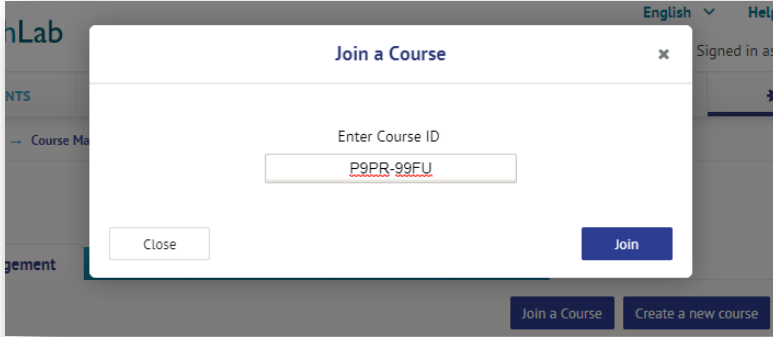 English Help
nLab
Join a Course ✖
Signed in as
NTS
→ Course Ma
Enter Course ID
P9PR-99FU
Close Join
gement
Join a Course Create a new course